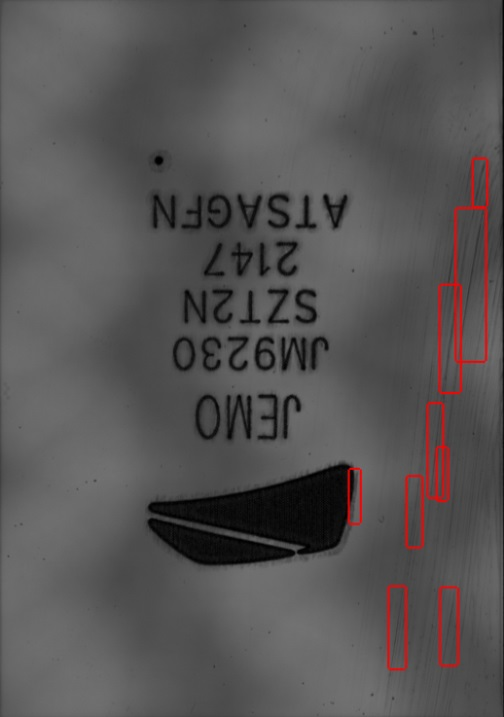 JEMO
JM9230
SZT2N
2147
ATSAGFN